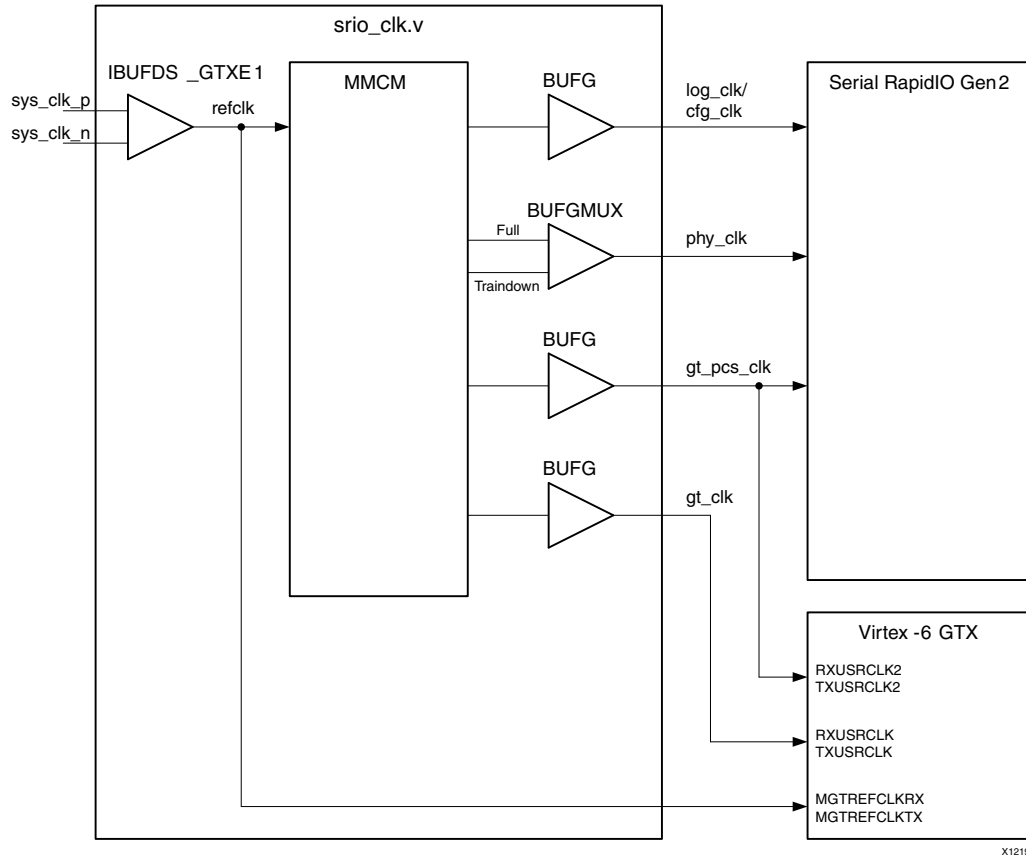 srio_clk.v
IBUFDS _GTXE1
sys_clk_p
sys_clk_n
refclk
MMCM
BUFG
log_clk/
cfg_clk
Serial RapidIO Gen2
BUFGMUX
Full
Traindown
phy_clk
BUFG
gt_pcs_clk
BUFG
gt_clk
Virtex -6 GTX
RXUSRCLK2
TXUSRCLK2
RXUSRCLK
TXUSRCLK
MGTREFCLKRX
MGTREFCLKTX